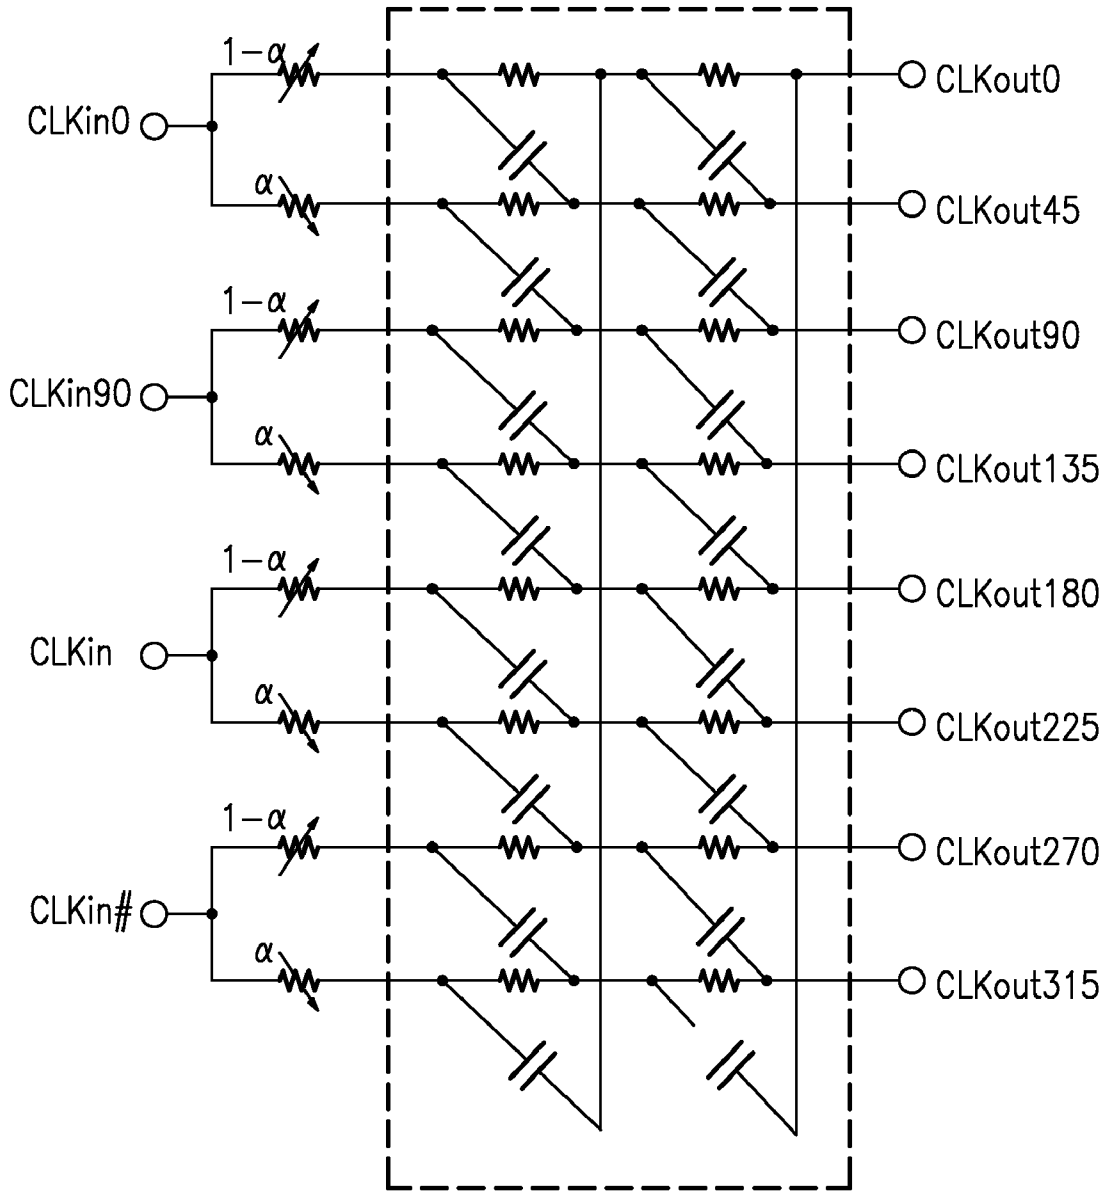 1-α
CLKout0
CLKin0
α
CLKout45
1-α
CLKout90
CLKin90
α
CLKout135
1-α
CLKout180
CLKin
α
CLKout225
1-α
CLKout270
CLKin#
α
CLKout315